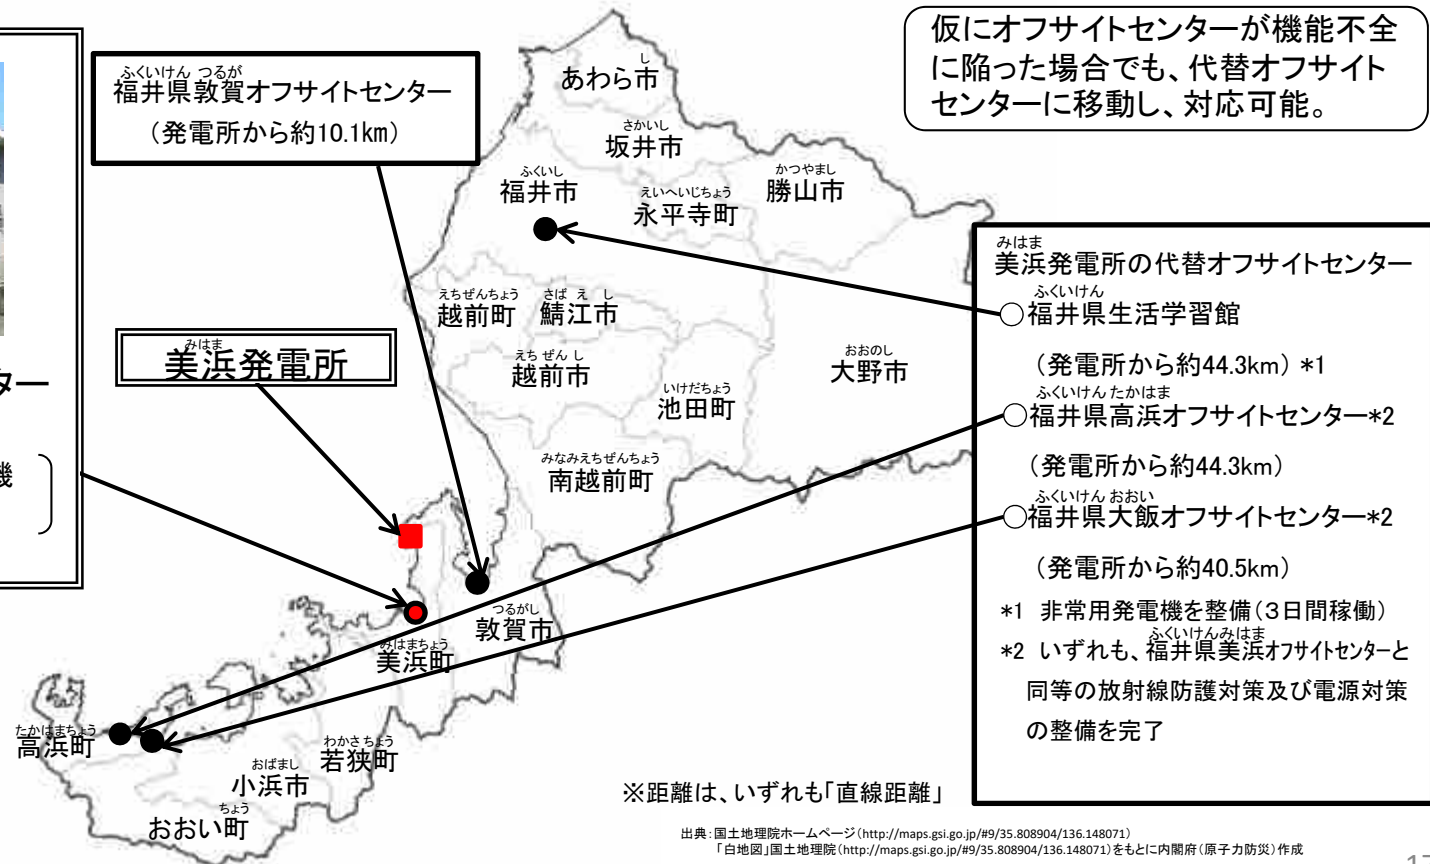 仮にオフサイトセンターが機能不全
に陥った場合でも、代替オフサイト
センターに移動し、対応可能。
ふくいけん つるが
福井県敦賀オフサイトセンター
（発電所から約10.1km）
みはま
美浜発電所
ター
機
し
あわら市
さかいし
坂井市
ふくいし
福井市
えいへいじちょう
永平寺町
かつやまし
勝山市
えちぜんちょう
越前町
さば え し
鯖江市
えち ぜん し
越前市
いけだちょう
池田町
おおのし
大野市
みなみえちぜんちょう
南越前町
つるがし
敦賀市
みはまちょう
美浜町
わかさちょう
若狭町
おばまし
小浜市
ちょう
おおい町
たかはまちょう
高浜町
みはま
美浜発電所の代替オフサイトセンター
ふくいけん
○福井県生活学習館
（発電所から約44.3km）*1
ふくいけん たかはま
○福井県高浜オフサイトセンター*2
（発電所から約44.3km）
ふくいけん おおい
○福井県大飯オフサイトセンター*2
（発電所から約40.5km）
*1 非常用発電機を整備（３日間稼働）
ふくいけんみはま
*2 いずれも、福井県美浜オフサイトセンターと
同等の放射線防護対策及び電源対策
の整備を完了
※距離は、いずれも「直線距離」
出典：国土地理院ホームページ（http://maps.gsi.go.jp/#9/35.808904/136.148071）
「白地図」国土地理院（http://maps.gsi.go.jp/#9/35.808904/136.148071）をもとに内閣府（原子力防災）作成